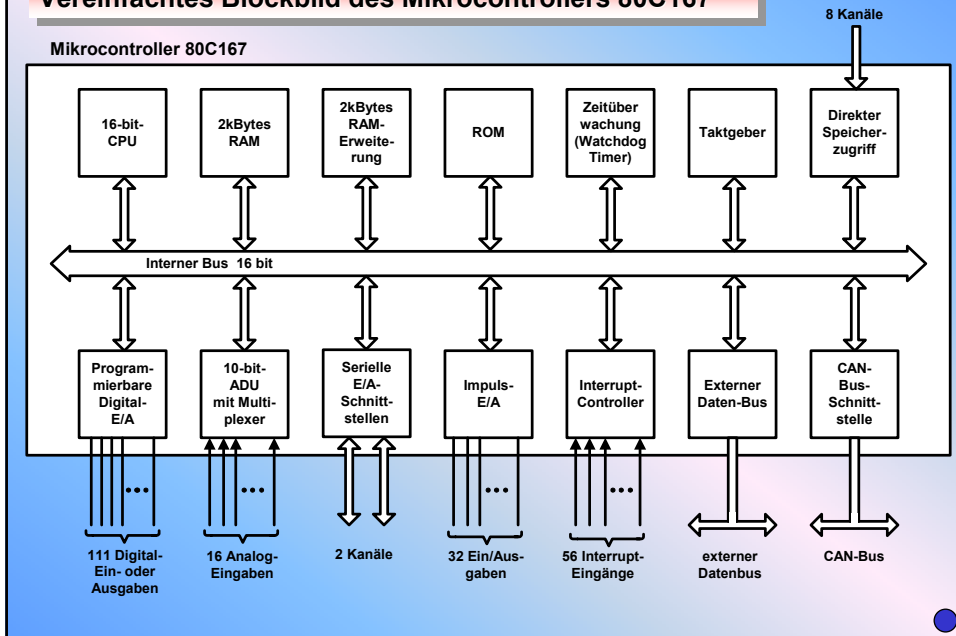 Vereinfachtes Blockbild des Mikrocontrollers 80C167
8 Kanäle
Mikrocontroller 80C167
16-bit-
CPU
2kBytes
RAM
2kBytes
RAM-
Erweite-
rung
ROM
Zeitüber
wachung
(Watchdog
Timer)
Taktgeber
Direkter
Speicher-
zugriff
Interner Bus 16 bit
Program-
mierbare
Digital-
E/A
10-bit-
ADU
mit Multi-
plexer
Serielle
E/A-
Schnitt-
stellen
Impuls-
E/A
Interrupt-
Controller
Externer
Daten-Bus
CAN-
Bus-
Schnitt-
stelle
111 Digital-
Ein- oder
Ausgaben
16 Analog-
Eingaben
2 Kanäle
32 Ein/Aus-
gaben
56 Interrupt-
Eingänge
externer
Datenbus
CAN-Bus